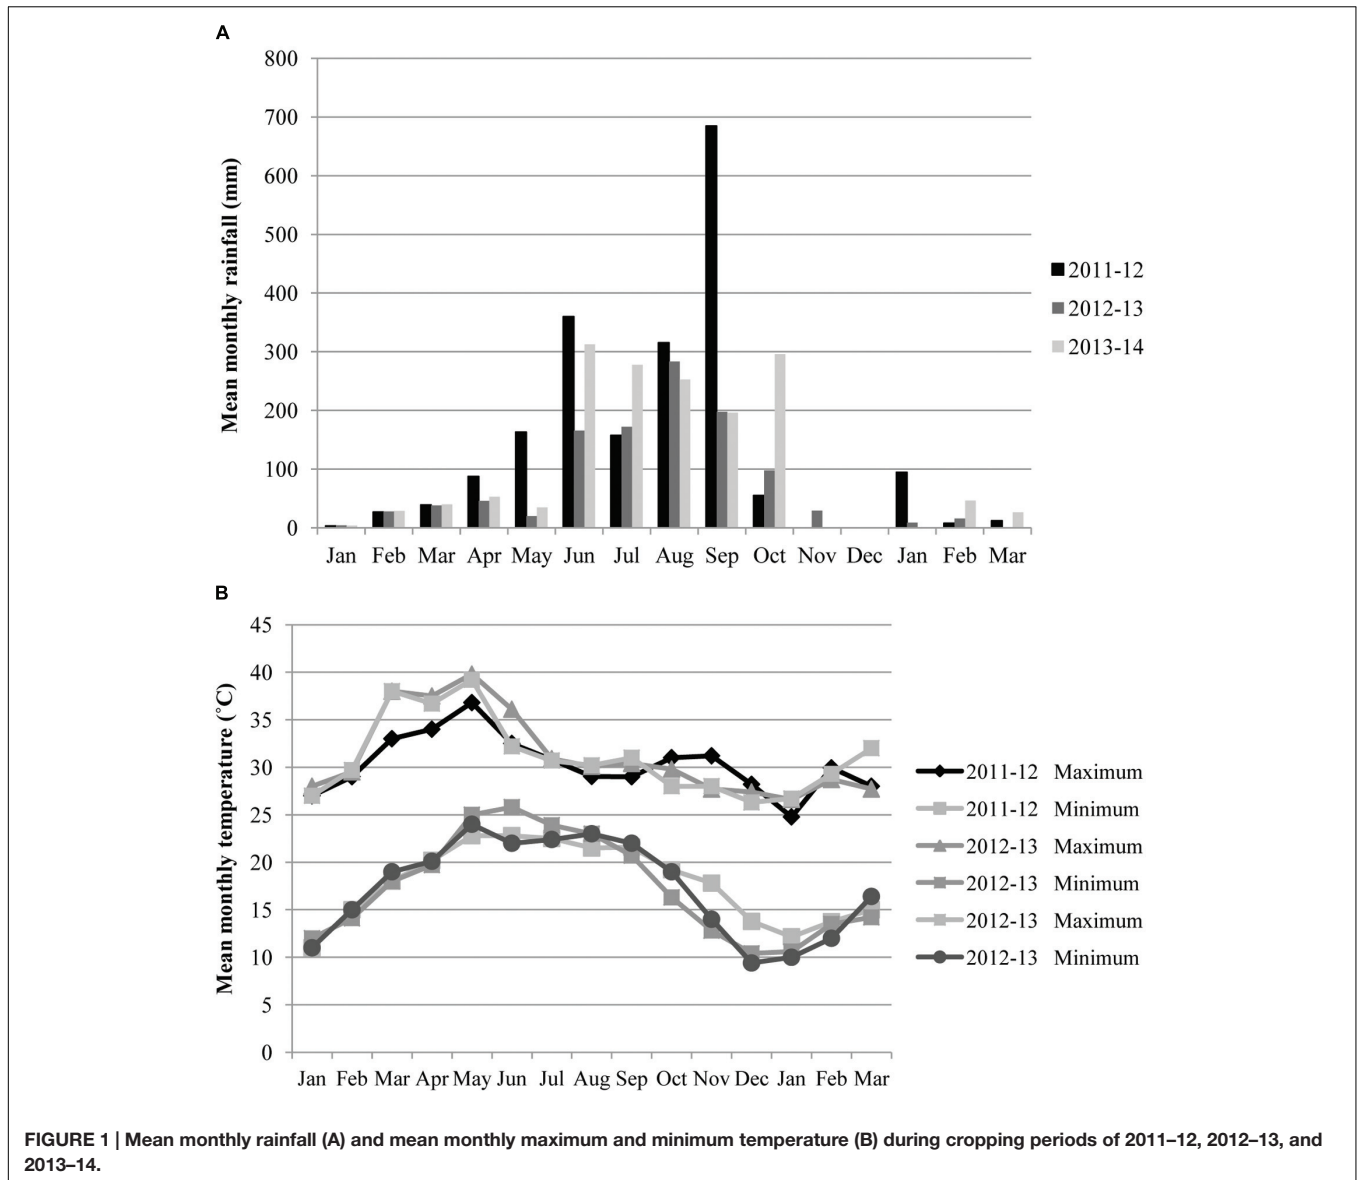 A
800
700
600
500
400
300
200
100
0
Mean monthly rainfall (mm)
Jan Feb Mar Apr May Jun Jul Aug Sep Oct Nov Dec Jan Feb Mar
2011-12
2012-13
2013-14
B
45
40
35
30
25
20
15
10
5
0
Mean monthly temperature (˚C)
Jan Feb Mar Apr May Jun Jul Aug Sep Oct Nov Dec Jan Feb Mar
2011-12 Maximum
2011-12 Minimum
2012-13 Maximum
2012-13 Minimum
2012-13 Maximum
2012-13 Minimum
FIGURE 1 | Mean monthly rainfall (A) and mean monthly maximum and minimum temperature (B) during cropping periods of 2011–12, 2012–13, and
2013–14.